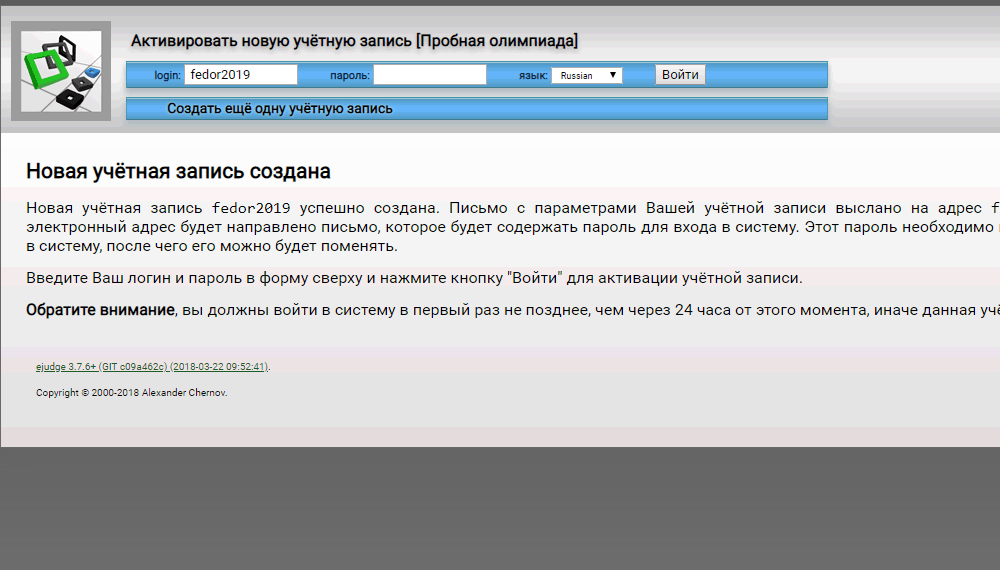 Активировать новую учётную запись [Пробная олимпиада]
login: fedor2019 пароль: язык: Russian Войти
Создать ещё одну учётную запись
Новая учётная запись создана
Новая учётная запись fedor2019 успешно создана. Письмо с параметрами Вашей учётной записи выслано на адрес
электронный адрес будет направлено письмо, которое будет содержать пароль для входа в систему. Этот пароль необходимо
в систему, после чего его можно будет поменять.
Введите Ваш логин и пароль в форму сверху и нажмите кнопку "Войти" для активации учётной записи.
Обратите внимание, вы должны войти в систему в первый раз не позднее, чем через 24 часа от этого момента, иначе данная
ejudge 3.7.6+ (GIT c09a462c) (2018-03-22 09:52:41).
Copyright © 2000-2018 Alexander Chernov.